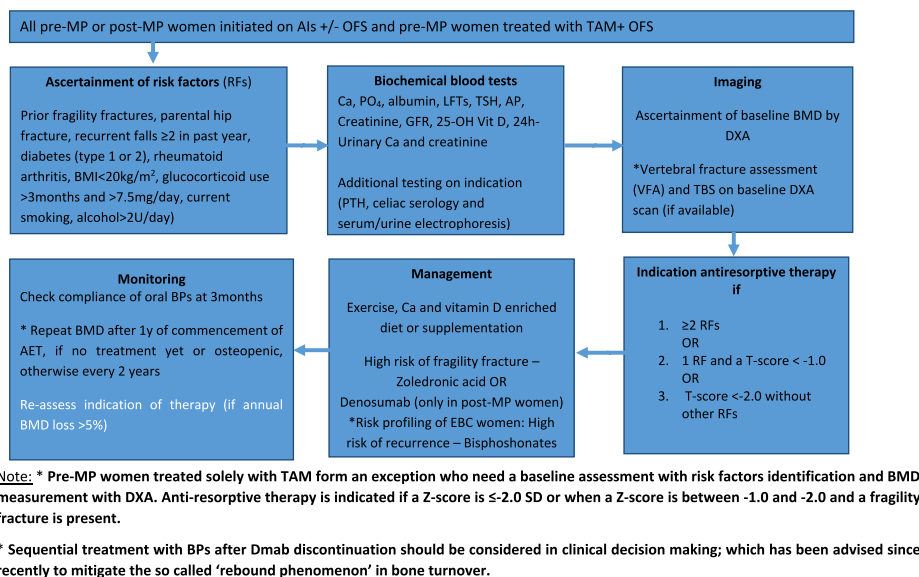 All pre-MP or post-MP women initiated on AIs +/- OFS and pre-MP women treated with TAM+ OFS
Ascertainment of risk factors (RFs)
Prior fragility fractures, parental hip
fracture, recurrent falls ≥2 in past year,
diabetes (type 1 or 2), rheumatoid
arthritis, BMI<20kg/m², glucocorticoid use
>3months and >7.5mg/day, current
smoking, alcohol>2U/day)
Biochemical blood tests
Ca, PO₄, albumin, LFTs, TSH, AP,
Creatinine, GFR, 25-OH Vit D, 24h-
Urinary Ca and creatinine
Additional testing on indication
(PTH, celiac serology and
serum/urine electrophoresis)
Imaging
Ascertainment of baseline BMD by
DXA
*Vertebral fracture assessment
(VFA) and TBS on baseline DXA
scan (if available)
Indication antiresorptive therapy
if
1. ≥2 RFs
OR
2. 1 RF and a T-score < -1.0
OR
3. T-score <-2.0 without
other RFs
Management
Exercise, Ca and vitamin D enriched
diet or supplementation
High risk of fragility fracture –
Zoledronic acid OR
Denosumab (only in post-MP women)
*Risk profiling of EBC women: High
risk of recurrence – Bisphoshonates
Monitoring
Check compliance of oral BPs at 3months
* Repeat BMD after 1y of commencement of
AET, if no treatment yet or osteopenic,
otherwise every 2 years
Re-assess indication of therapy (if annual
BMD loss >5%)
Note: * Pre-MP women treated solely with TAM form an exception who need a baseline assessment with risk factors identification and BMD
measurement with DXA. Anti-resorptive therapy is indicated if a Z-score is ≤-2.0 SD or when a Z-score is between -1.0 and -2.0 and a fragility
fracture is present.
* Sequential treatment with BPs after Dmab discontinuation should be considered in clinical decision making; which has been advised since
recently to mitigate the so called ‘rebound phenomenon’ in bone turnover.